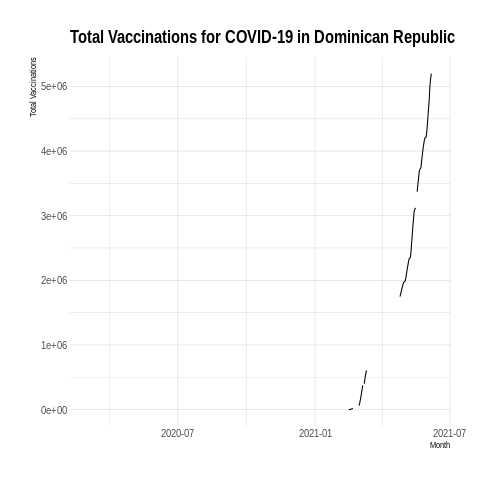 Total Vaccinations for COVID-19 in Dominican Republic
Total Vaccinations
5e+06
4e+06
3e+06
2e+06
1e+06
0e+00
2020-07
2021-01
2021-07
Month